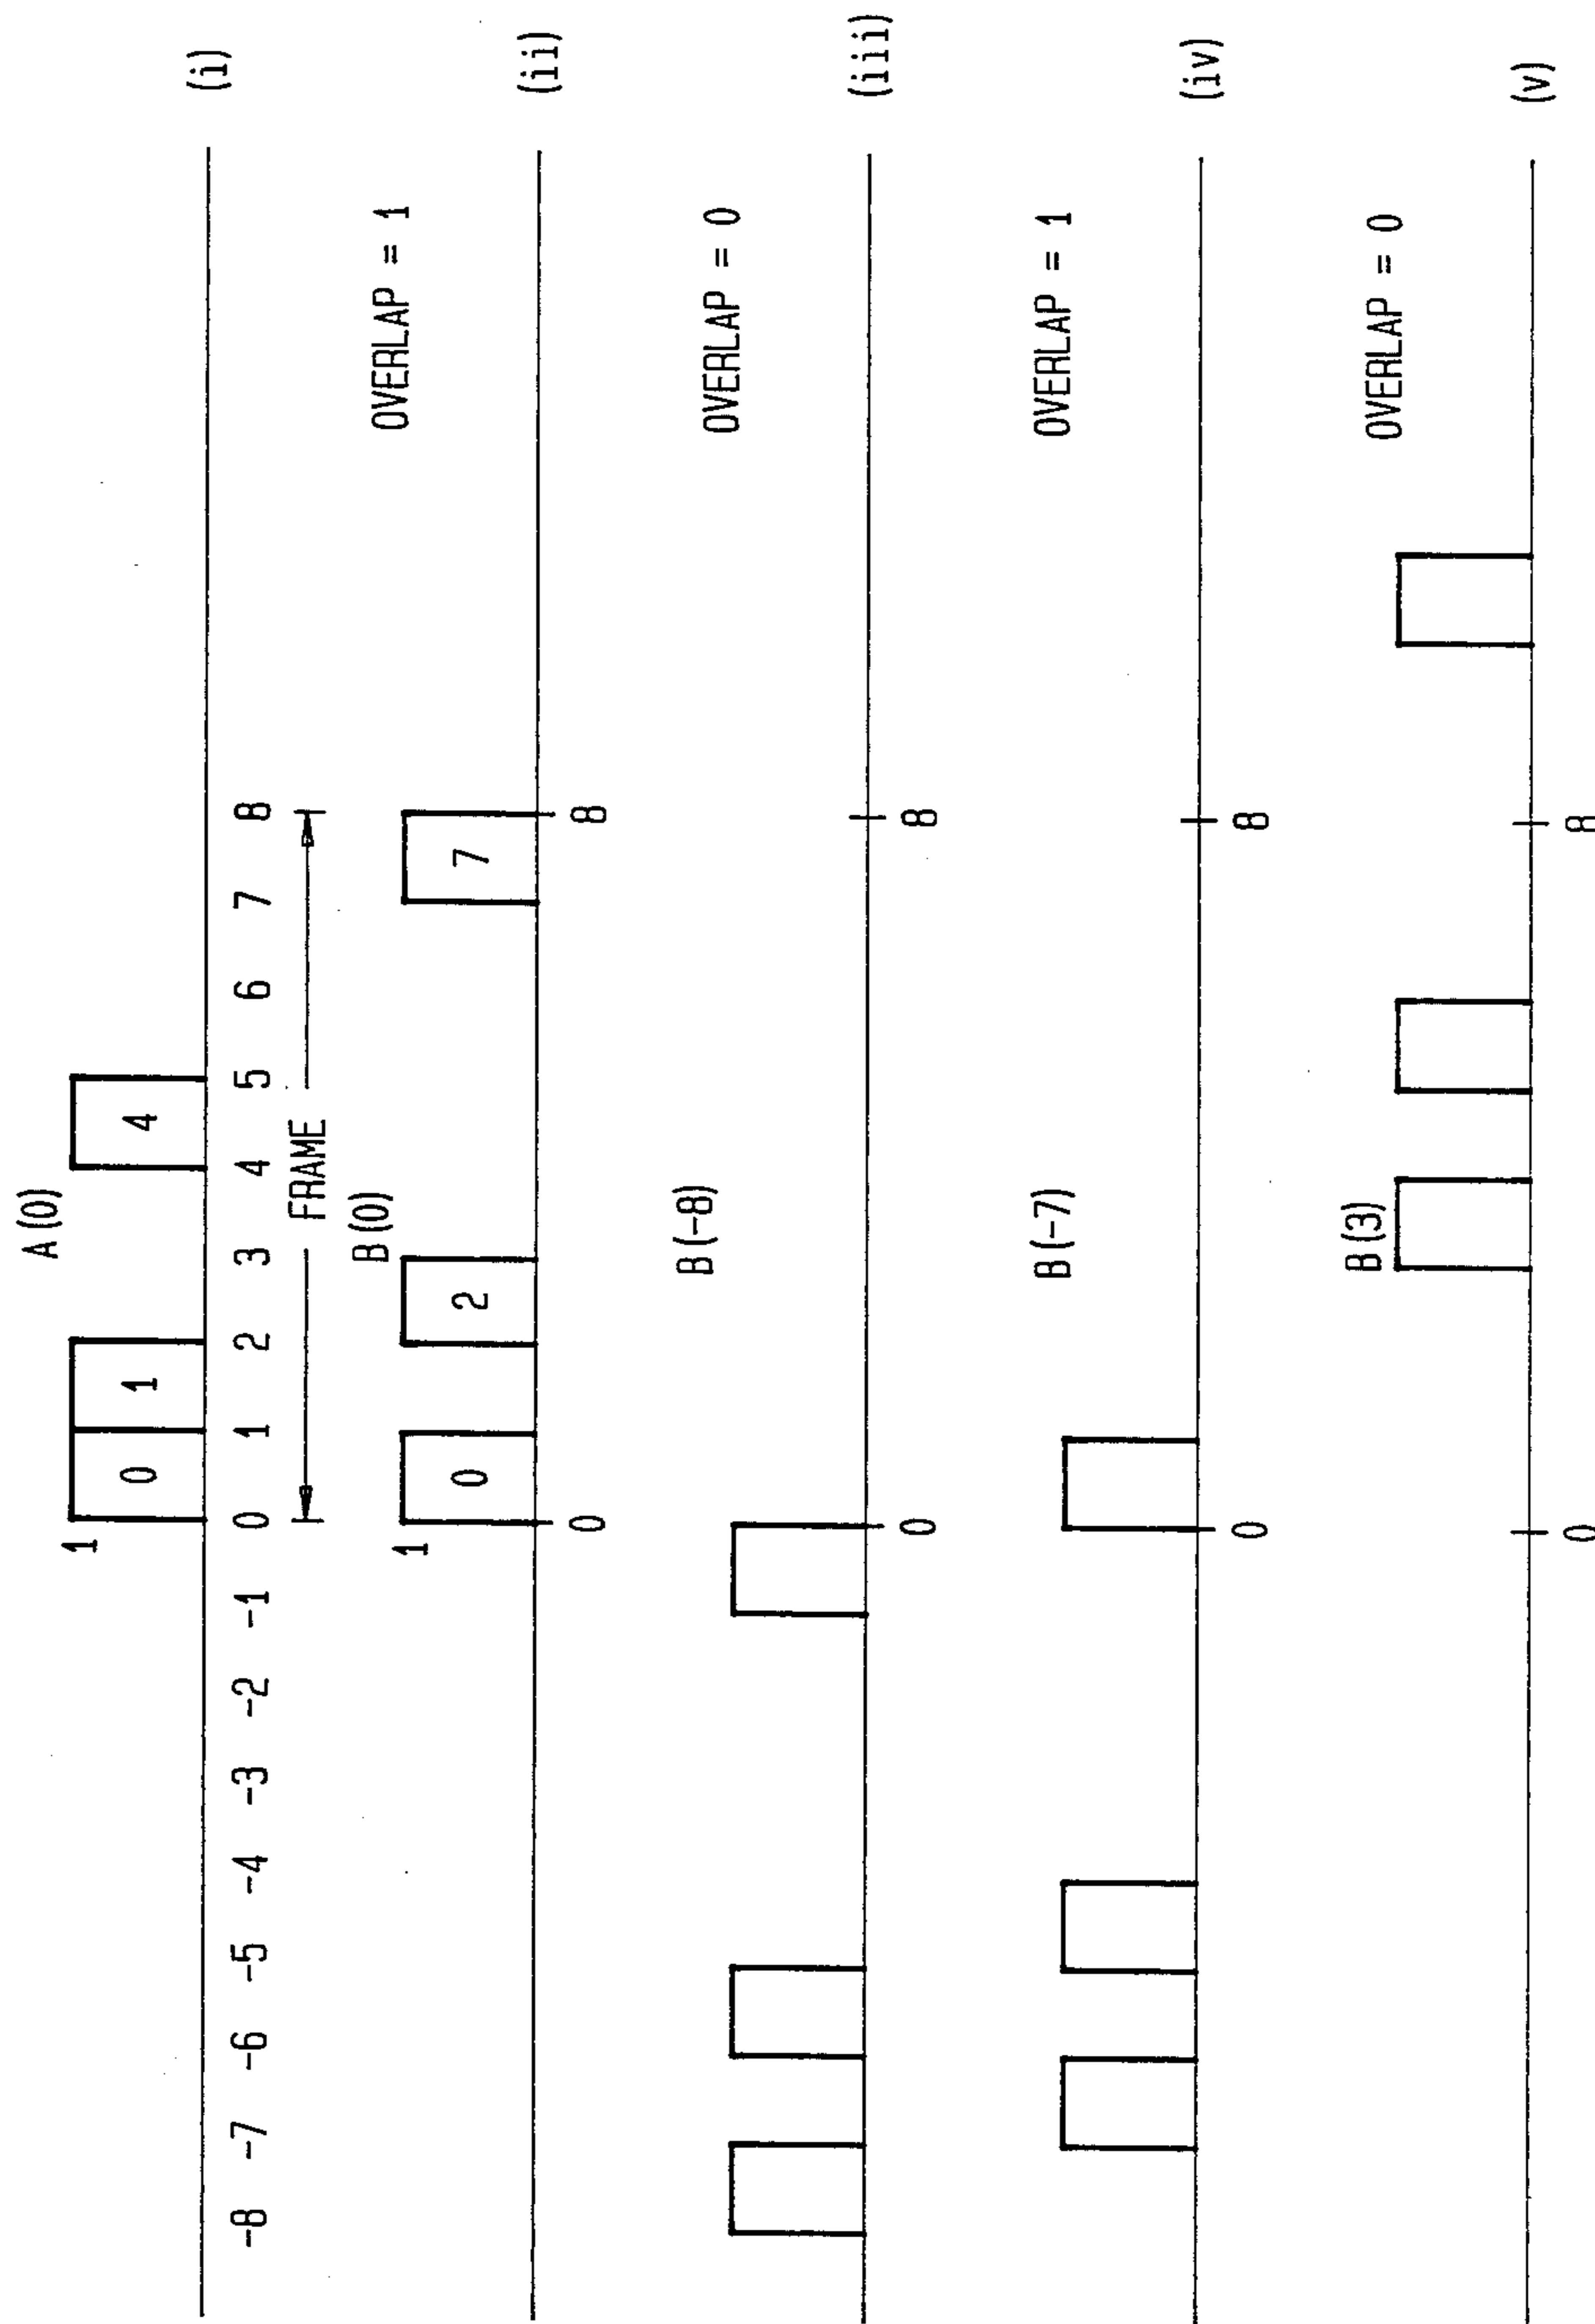 A(0)
1
0 1 4
(i)
-8 -7 -6 -5 -4 -3 -2 -1 0 1 2 3 4 5 6 7 8
FRAME
B(0)
OVERLAP = 1
1
0 2 7
(ii)
0 8
B(-8)
OVERLAP = 0
(iii)
0 8
B(-7)
OVERLAP = 1
(iv)
0 8
B(3)
OVERLAP = 0
(v)
0 8